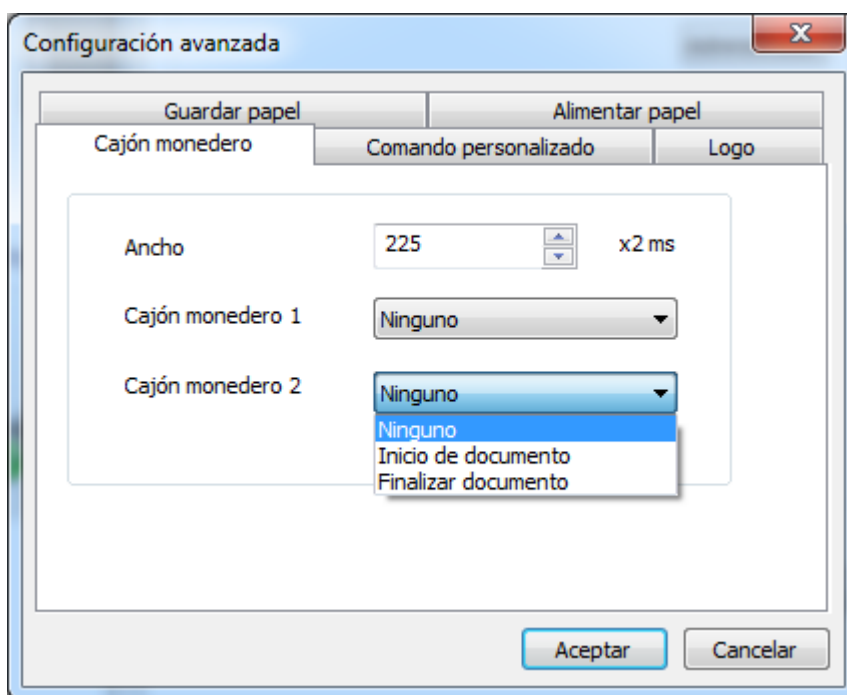 Configuración avanzada
Guardar papel Alimentar papel
Cajón monedero Comando personalizado Logo
Ancho 225 x2 ms
Cajón monedero 1 Ninguno
Cajón monedero 2 Ninguno
Ninguno
Inicio de documento
Finalizar documento
Aceptar Cancelar